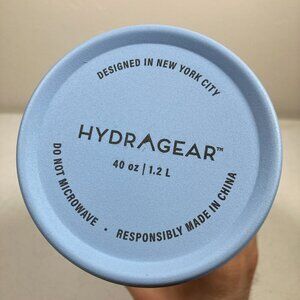 DESIGNED IN NEW YORK CITY
HYDRAGEAR™
40 oz | 1.2 L
DO NOT MICROWAVE • RESPONSIBLY MADE IN CHINA